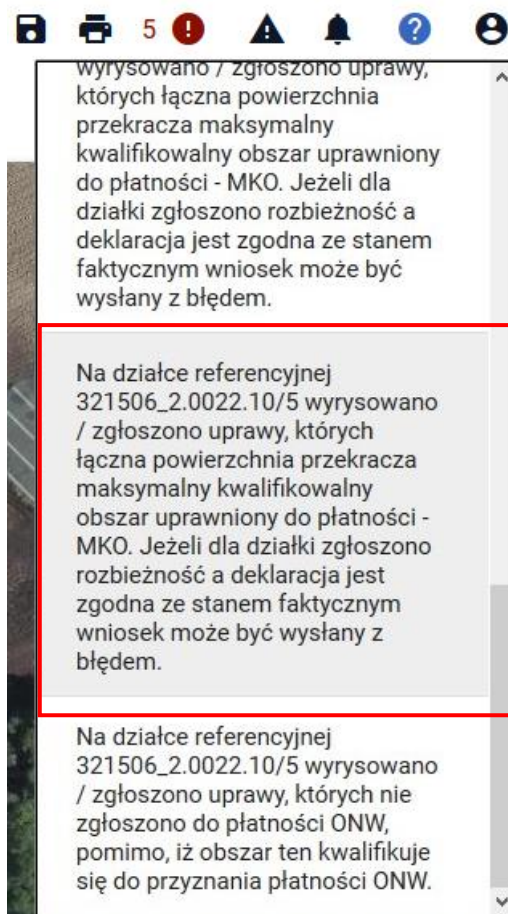 5
wyrysowano / zgłoszono uprawy,
których łączna powierzchnia
przekracza maksymalny
kwalifikowalny obszar uprawniony
do płatności - MKO. Jeżeli dla
działki zgłoszono rozbieżność a
deklaracja jest zgodna ze stanem
faktycznym wniosek może być
wysłany z błędem.
Na działce referencyjnej
321506_2.0022.10/5 wyrysowano
/ zgłoszono uprawy, których
łączna powierzchnia przekracza
maksymalny kwalifikowalny
obszar uprawniony do płatności -
MKO. Jeżeli dla działki zgłoszono
rozbieżność a deklaracja jest
zgodna ze stanem faktycznym
wniosek może być wysłany z
błędem.
Na działce referencyjnej
321506_2.0022.10/5 wyrysowano
/ zgłoszono uprawy, których nie
zgłoszono do płatności ONW,
pomimo, iż obszar ten kwalifikuje
się do przyznania płatności ONW.